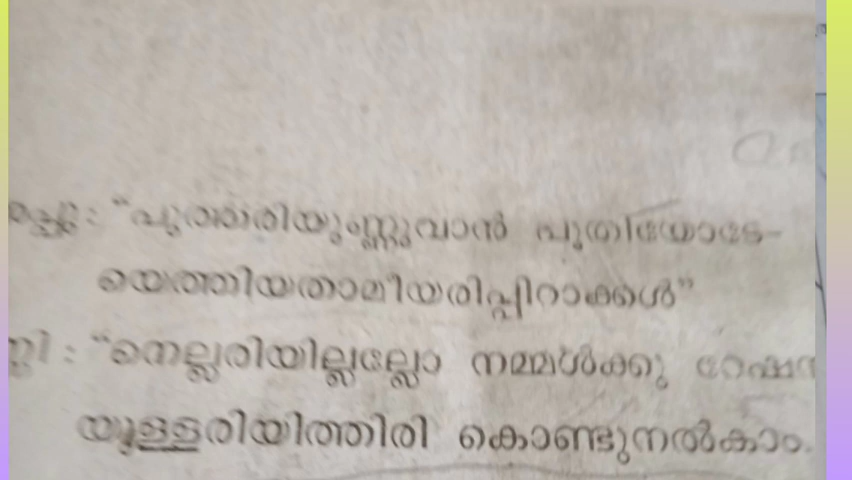 “പുത്തരിയുണ്ണുവാൻ പൂതിയോടെ-
യെത്തിയതാമീയരിപ്പിറാക്കൾ”
“നെല്ലരിയില്ലല്ലോ നമ്മൾക്കു
യുള്ളരിയിത്തിരി കൊണ്ടുനൽകാം.